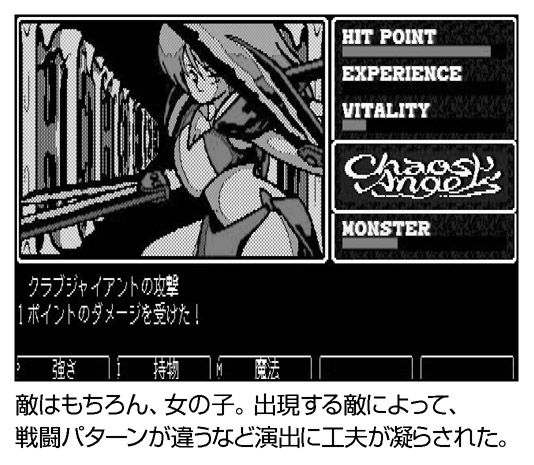 HIT POINT
EXPERIENCE
VITALITY
Chaos
Angels
MONSTER
クラブジャイアントの攻撃
1ポイントのダメージを受けた！
P 強さ I 持物 M 魔法
敵はもちろん、女の子。出現する敵によって、
戦闘パターンが違うなど演出に工夫が凝らされた。